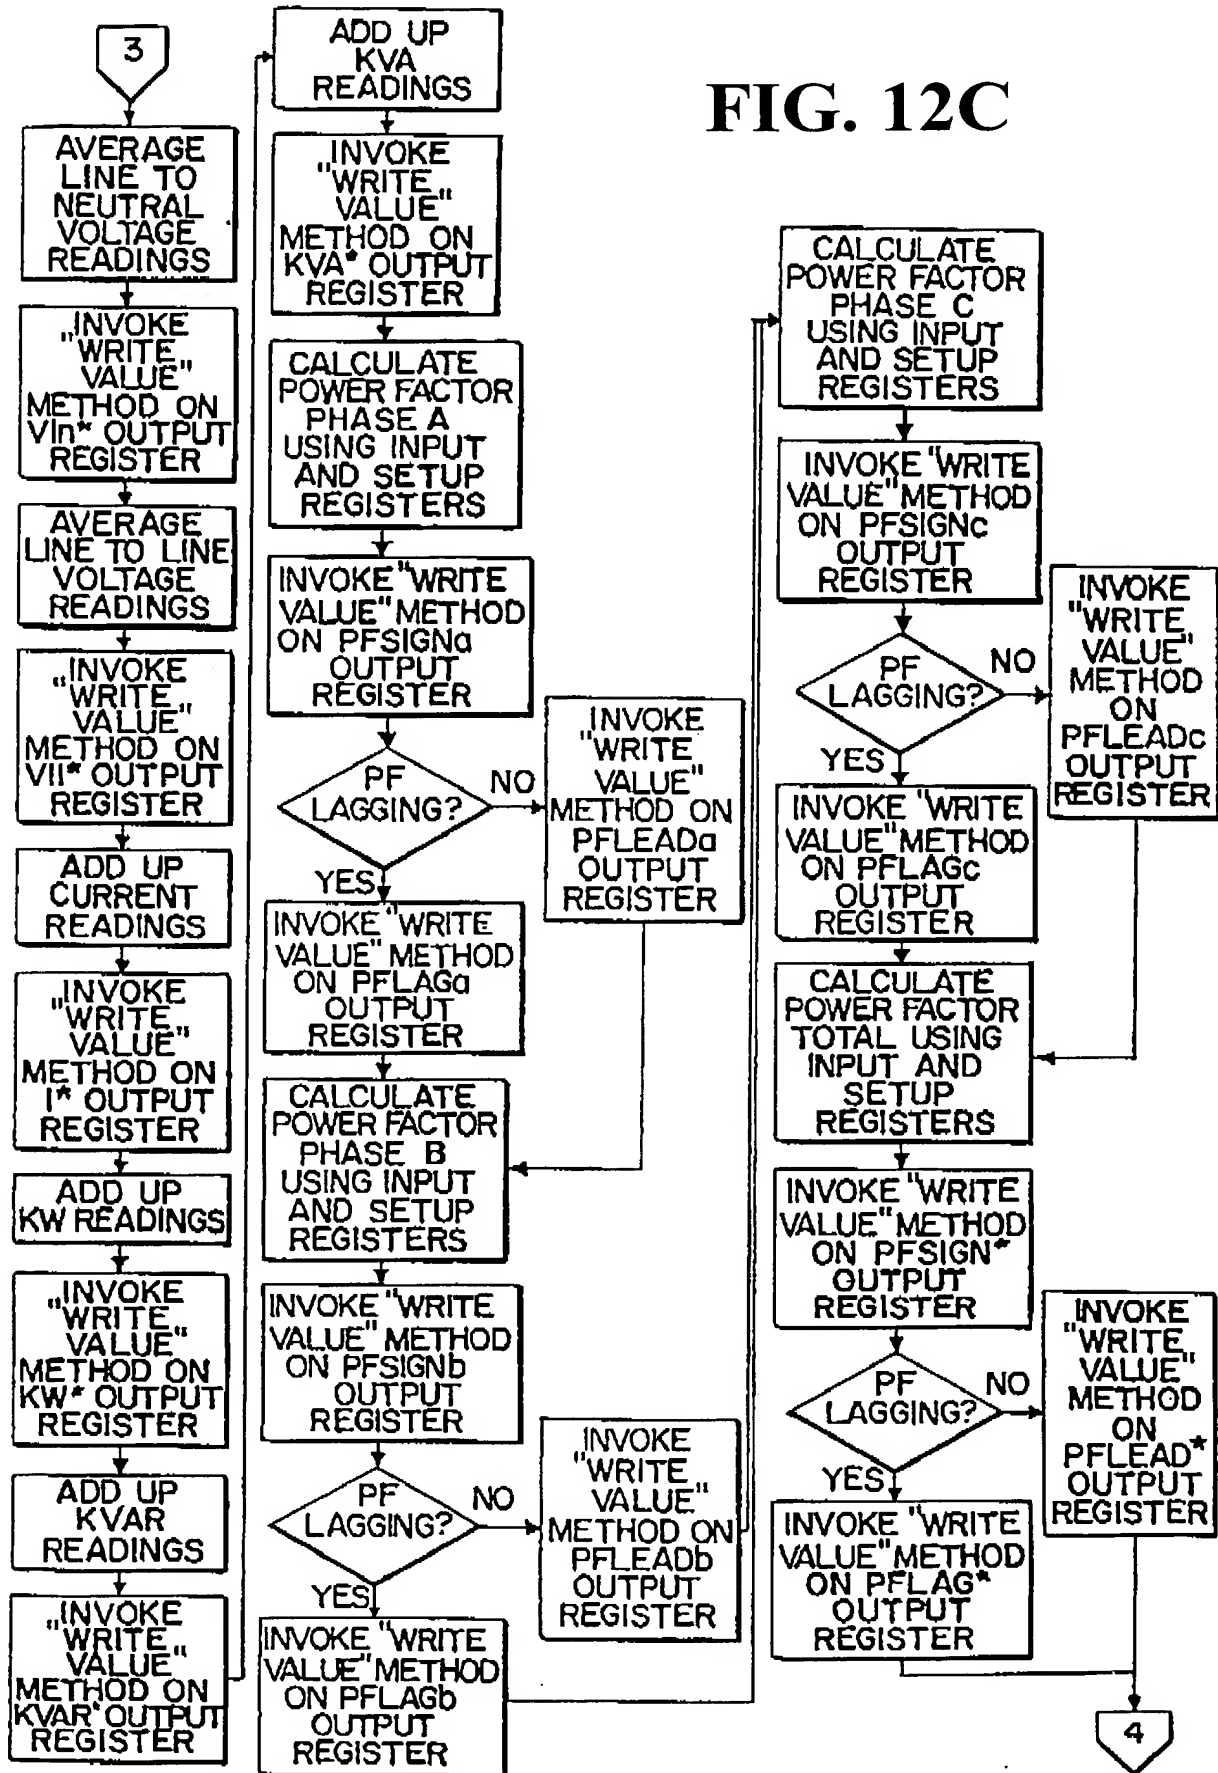 3
AVERAGE
LINE TO
NEUTRAL
VOLTAGE
READINGS
"INVOKE
"WRITE
VALUE"
METHOD ON
Vln* OUTPUT
REGISTER
AVERAGE
LINE TO LINE
VOLTAGE
READINGS
"INVOKE
"WRITE
VALUE"
METHOD ON
Vll* OUTPUT
REGISTER
ADD UP
CURRENT
READINGS
"INVOKE
"WRITE
VALUE"
METHOD ON
I* OUTPUT
REGISTER
ADD UP
KW READINGS
INVOKE
"WRITE
VALUE"
METHOD ON
KW* OUTPUT
REGISTER
ADD UP
KVAR
READINGS
"INVOKE
"WRITE
VALUE"
METHOD ON
KVAR* OUTPUT
REGISTER
ADD UP
KVA
READINGS
INVOKE
"WRITE
VALUE"
METHOD ON
KVA* OUTPUT
REGISTER
CALCULATE
POWER FACTOR
PHASE A
USING INPUT
AND SETUP
REGISTERS
INVOKE "WRITE
VALUE" METHOD
ON PFSIGNa
OUTPUT
REGISTER
PF
LAGGING?
NO
YES
INVOKE
"WRITE
VALUE"
METHOD ON
PFLEADa
OUTPUT
REGISTER
INVOKE "WRITE
VALUE" METHOD
ON PFLAGa
OUTPUT
REGISTER
CALCULATE
POWER FACTOR
PHASE B
USING INPUT
AND SETUP
REGISTERS
INVOKE "WRITE
VALUE" METHOD
ON PFSIGNb
OUTPUT
REGISTER
PF
LAGGING?
NO
YES
INVOKE
"WRITE
VALUE"
METHOD ON
PFLEADb
OUTPUT
REGISTER
INVOKE "WRITE
VALUE" METHOD
ON PFLAGb
OUTPUT
REGISTER
FIG. 12C
CALCULATE
POWER FACTOR
PHASE C
USING INPUT
AND SETUP
REGISTERS
INVOKE "WRITE
VALUE" METHOD
ON PFSIGNc
OUTPUT
REGISTER
PF
LAGGING?
NO
YES
INVOKE
"WRITE
VALUE"
METHOD
ON
PFLEADc
OUTPUT
REGISTER
INVOKE "WRITE
VALUE" METHOD
ON PFLAGc
OUTPUT
REGISTER
CALCULATE
POWER FACTOR
TOTAL USING
INPUT AND
SETUP
REGISTERS
INVOKE "WRITE
VALUE" METHOD
ON PFSIGN*
OUTPUT
REGISTER
PF
LAGGING?
NO
YES
INVOKE
"WRITE
VALUE"
METHOD
ON
PFLEAD*
OUTPUT
REGISTER
INVOKE "WRITE
VALUE" METHOD
ON PFLAG*
OUTPUT
REGISTER
4